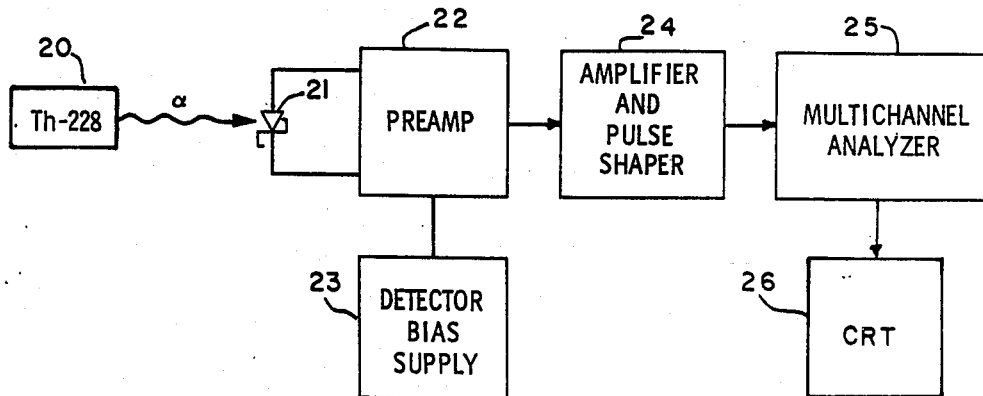 20
Th-228
α
21
22
PREAMP
24
AMPLIFIER
AND
PULSE
SHAPER
25
MULTICHANNEL
ANALYZER
23
DETECTOR
BIAS
SUPPLY
26
CRT